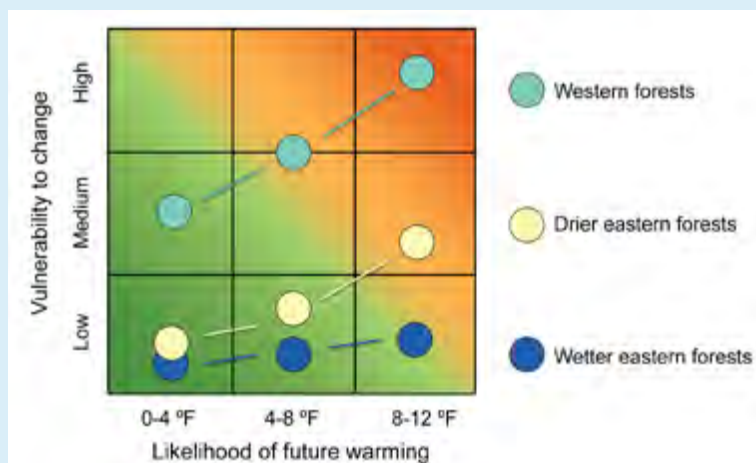 Vulnerability to change
High
Medium
Low
0-4 ºF
4-8 ºF
8-12 ºF
Likelihood of future warming
Western forests
Drier eastern forests
Wetter eastern forests